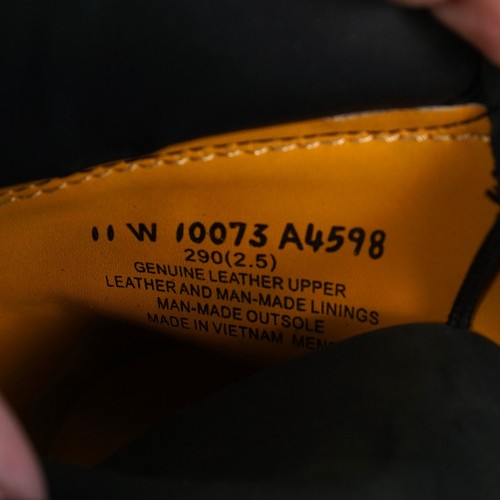 11 W 10073 A4598
290(2.5)
GENUINE LEATHER UPPER
LEATHER AND MAN-MADE LININGS
MAN-MADE OUTSOLE
MADE IN VIETNAM MENS